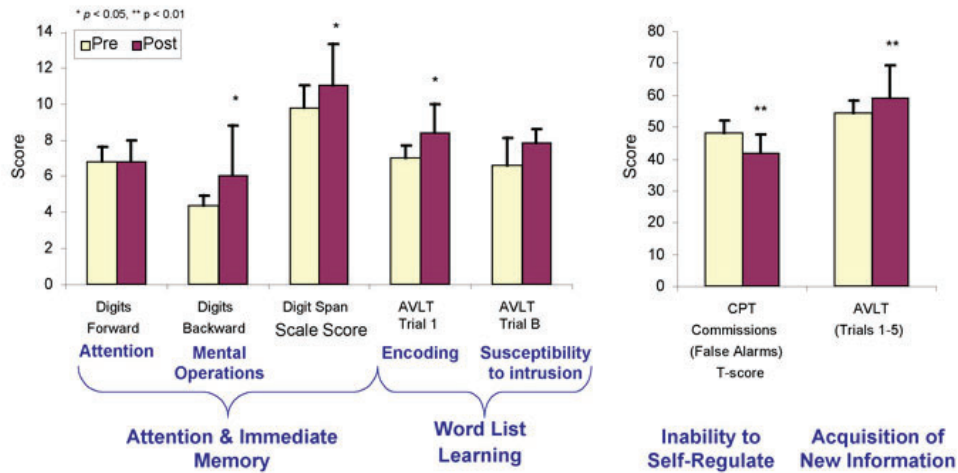 * p < 0.05, ** p < 0.01
Pre Post
Score
14
12
10
8
6
4
2
0
*
*
*
Digits
Forward
Attention
Digits
Backward
Mental
Operations
Digit Span
Scale Score
AVLT
Trial 1
Encoding
AVLT
Trial B
Susceptibility
to intrusion
Attention & Immediate
Memory
Word List
Learning
Score
80
70
60
50
40
30
20
10
0
**
**
CPT
Commissions
(False Alarms)
T-score
AVLT
(Trials 1-5)
Inability to
Self-Regulate
Acquisition of
New Information